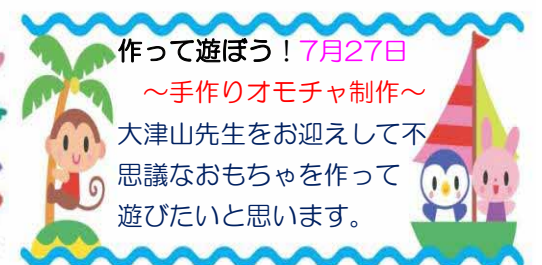 作って遊ぼう！7月27日
～手作りオモチャ制作～
大津山先生をお迎えして不
思議なおもちゃを作って
遊びたいと思います。